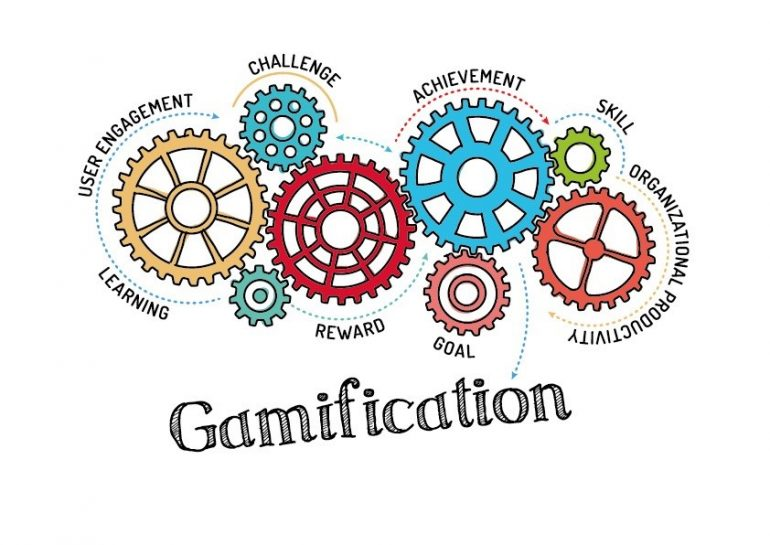 CHALLENGE
ACHIEVEMENT
USER ENGAGEMENT
SKILL
ORGANIZATIONAL PRODUCTIVITY
LEARNING
REWARD
GOAL
Gamification